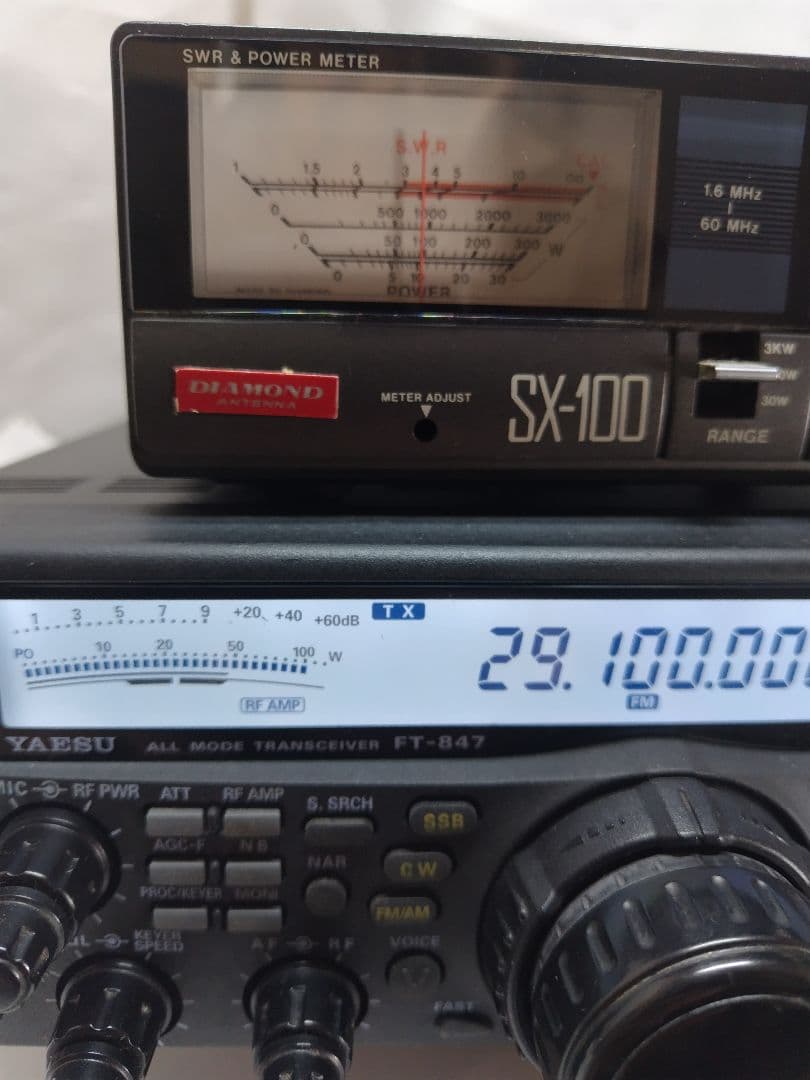 SWR & POWER METER
S.W.R
1 1.5 2 3 4 5 10 ∞
0 500 1000 2000 3000
0 50 100 200 300 W
0 5 10 20 30
POWER
1.6 MHz
60 MHz
DIAMOND
ANTENNA
METER ADJUST
SX-100
3KW
30W
RANGE
1 3 5 7 9 +20 +40 +60dB
TX
PO 10 20 50 100 W
29.100.00
RF AMP
FM
YAESU ALL MODE TRANSCEIVER FT-847
MIC RF PWR ATT RF AMP
S. SRCH
SSB
AGC-F NB
NAR
CW
PROC/KEYER MONI
FM/AM
KEYER
SPEED
AF RF
VOICE
FAST